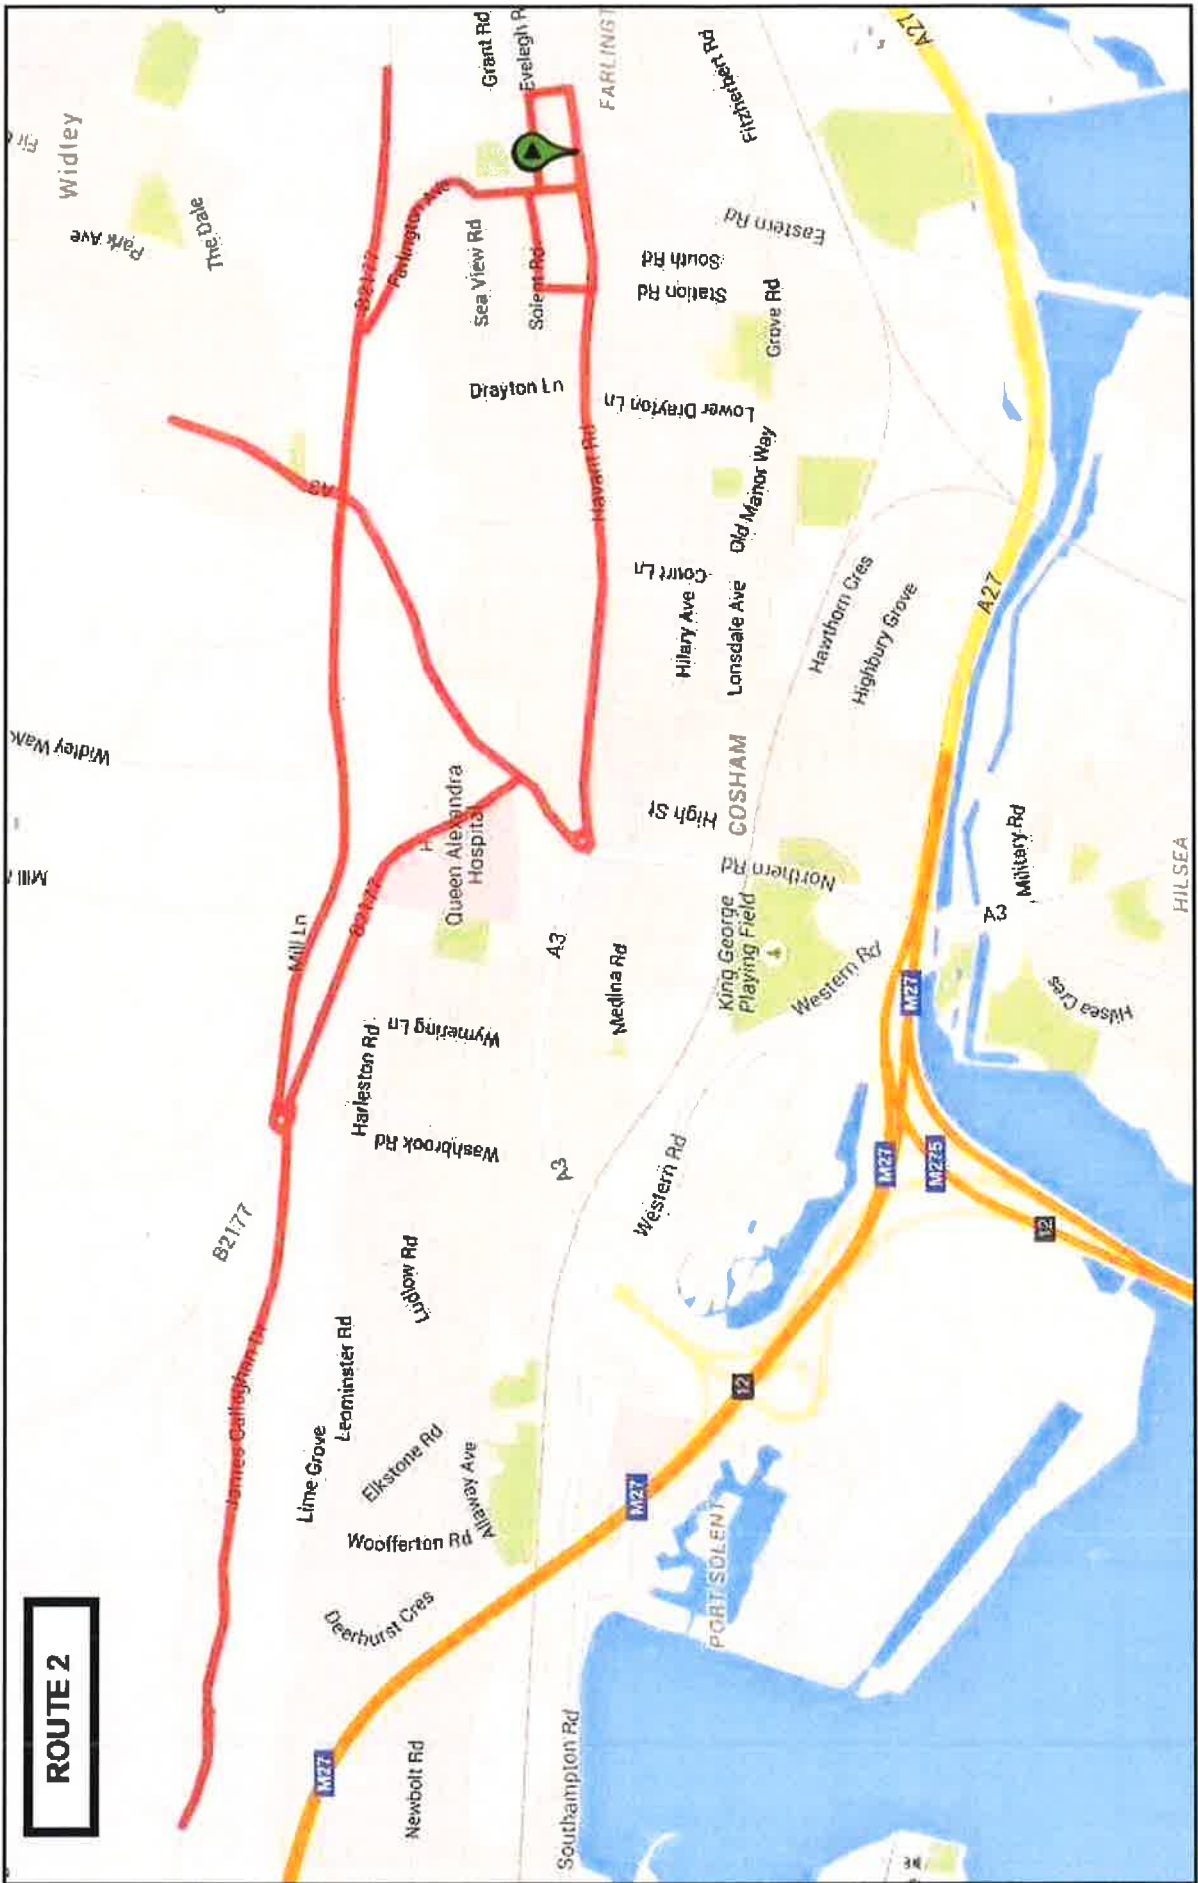 ROUTE 2
Widley
Park Ave
The Dale
Widley Walk
Mill
Grant Rd
Evelegh R
FARLINGT
Fitzherbert Rd
A27
B2177
Farlington Ave
Sea View Rd
Solent Rd
Eastern Rd
South Rd
Station Rd
Grove Rd
Drayton Ln
Lower Drayton Ln
Havant Rd
Old Manor Way
A3
Court Ln
Hilary Ave
Lonsdale Ave
Hawthorn Cres
Highbury Grove
A27
COSHAM
High St
Northern Rd
H
Queen Alexandra
Hospital
B2177
Mill Ln
A3
Medina Rd
King George
Playing Field
Western Rd
Military Rd
A3
HILSEA
Hilsea Cres
M27
Wymering Ln
Harleston Rd
Washbrook Rd
A3
Western Rd
M27
M275
12
B2177
Ludlow Rd
James Callaghan Dr
Leominster Rd
Lime Grove
Elkstone Rd
Allaway Ave
Woofferton Rd
Deerhurst Cres
12
M27
PORT SOLENT
M27
Newbolt Rd
Southampton Rd